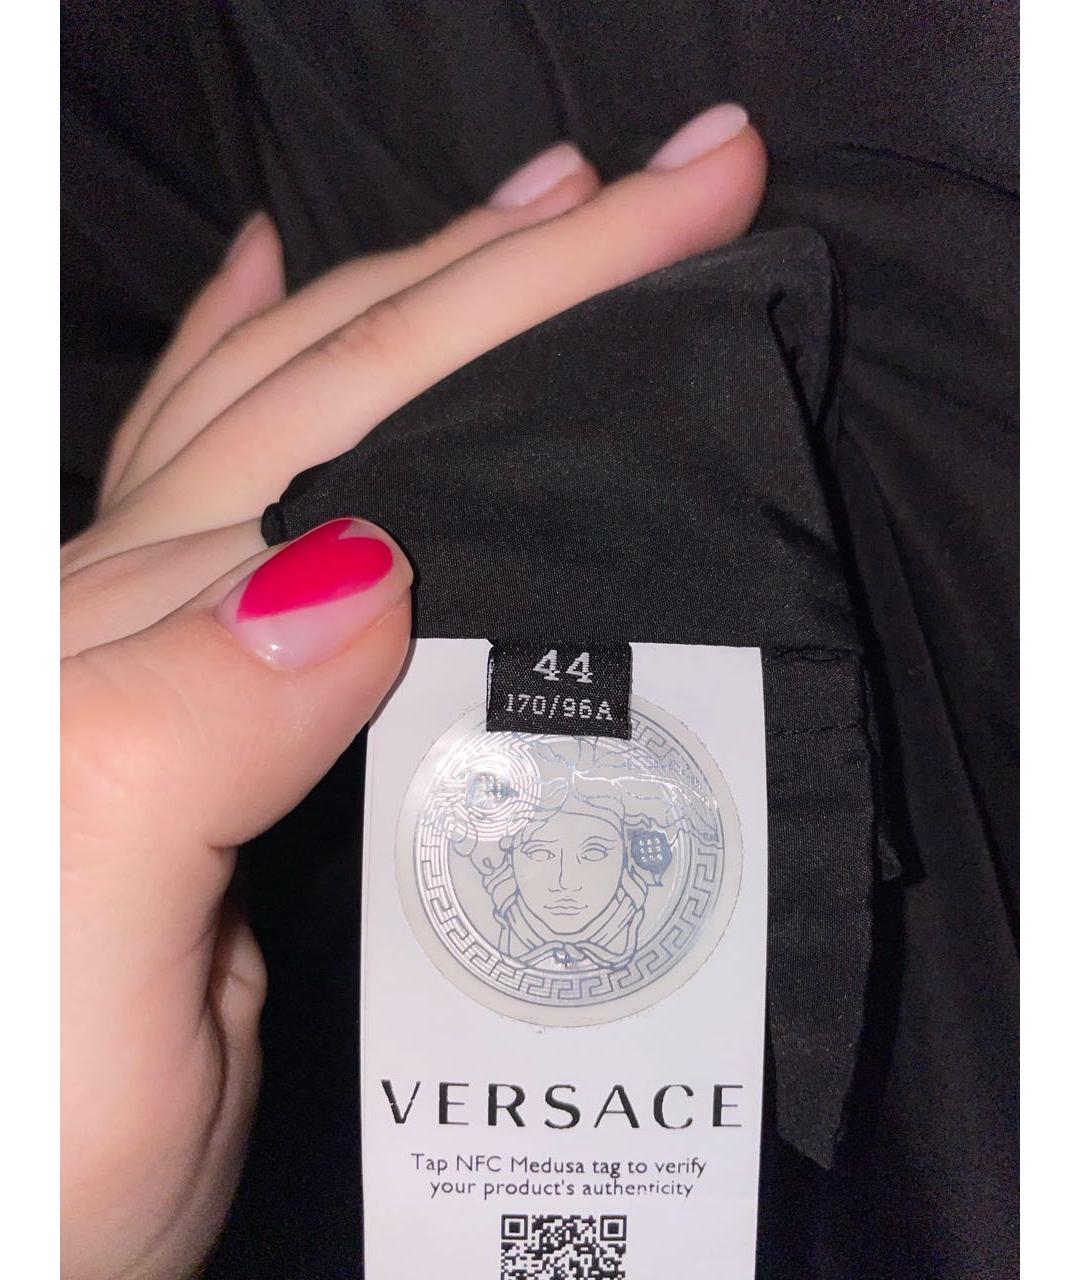 44
170/96A
VERSACE
Tap NFC Medusa tag to verify
your product's authenticity